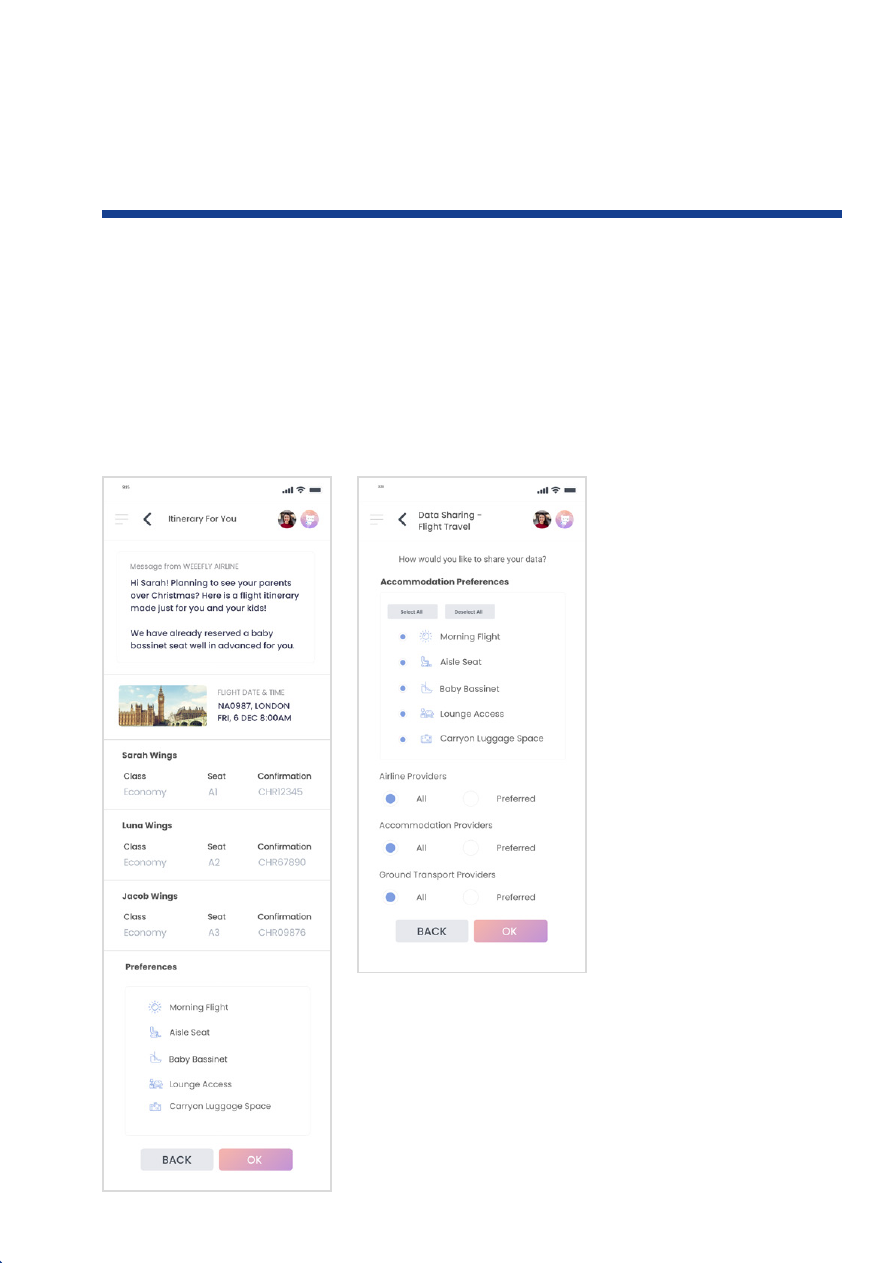 Itinerary For You
Message from WEEEFLY AIRLINE
Hi Sarah! Planning to see your parents
over Christmas? Here is a flight itinerary
made just for you and your kids!
We have already reserved a baby
bassinet seat well in advanced for you.
FLIGHT DATE & TIME
NA0987, LONDON
FRI, 6 DEC 8:00AM
Sarah Wings
Class Seat Confirmation
Economy A1 CHR12345
Luna Wings
Class Seat Confirmation
Economy A2 CHR67890
Jacob Wings
Class Seat Confirmation
Economy A3 CHR09876
Preferences
Morning Flight
Aisle Seat
Baby Bassinet
Lounge Access
Carryon Luggage Space
BACK OK
Data Sharing –
Flight Travel
How would you like to share your data?
Accommodation Preferences
Select All Deselect All
Morning Flight
Aisle Seat
Baby Bassinet
Lounge Access
Carryon Luggage Space
Airline Providers
All Preferred
Accommodation Providers
All Preferred
Ground Transport Providers
All Preferred
BACK OK